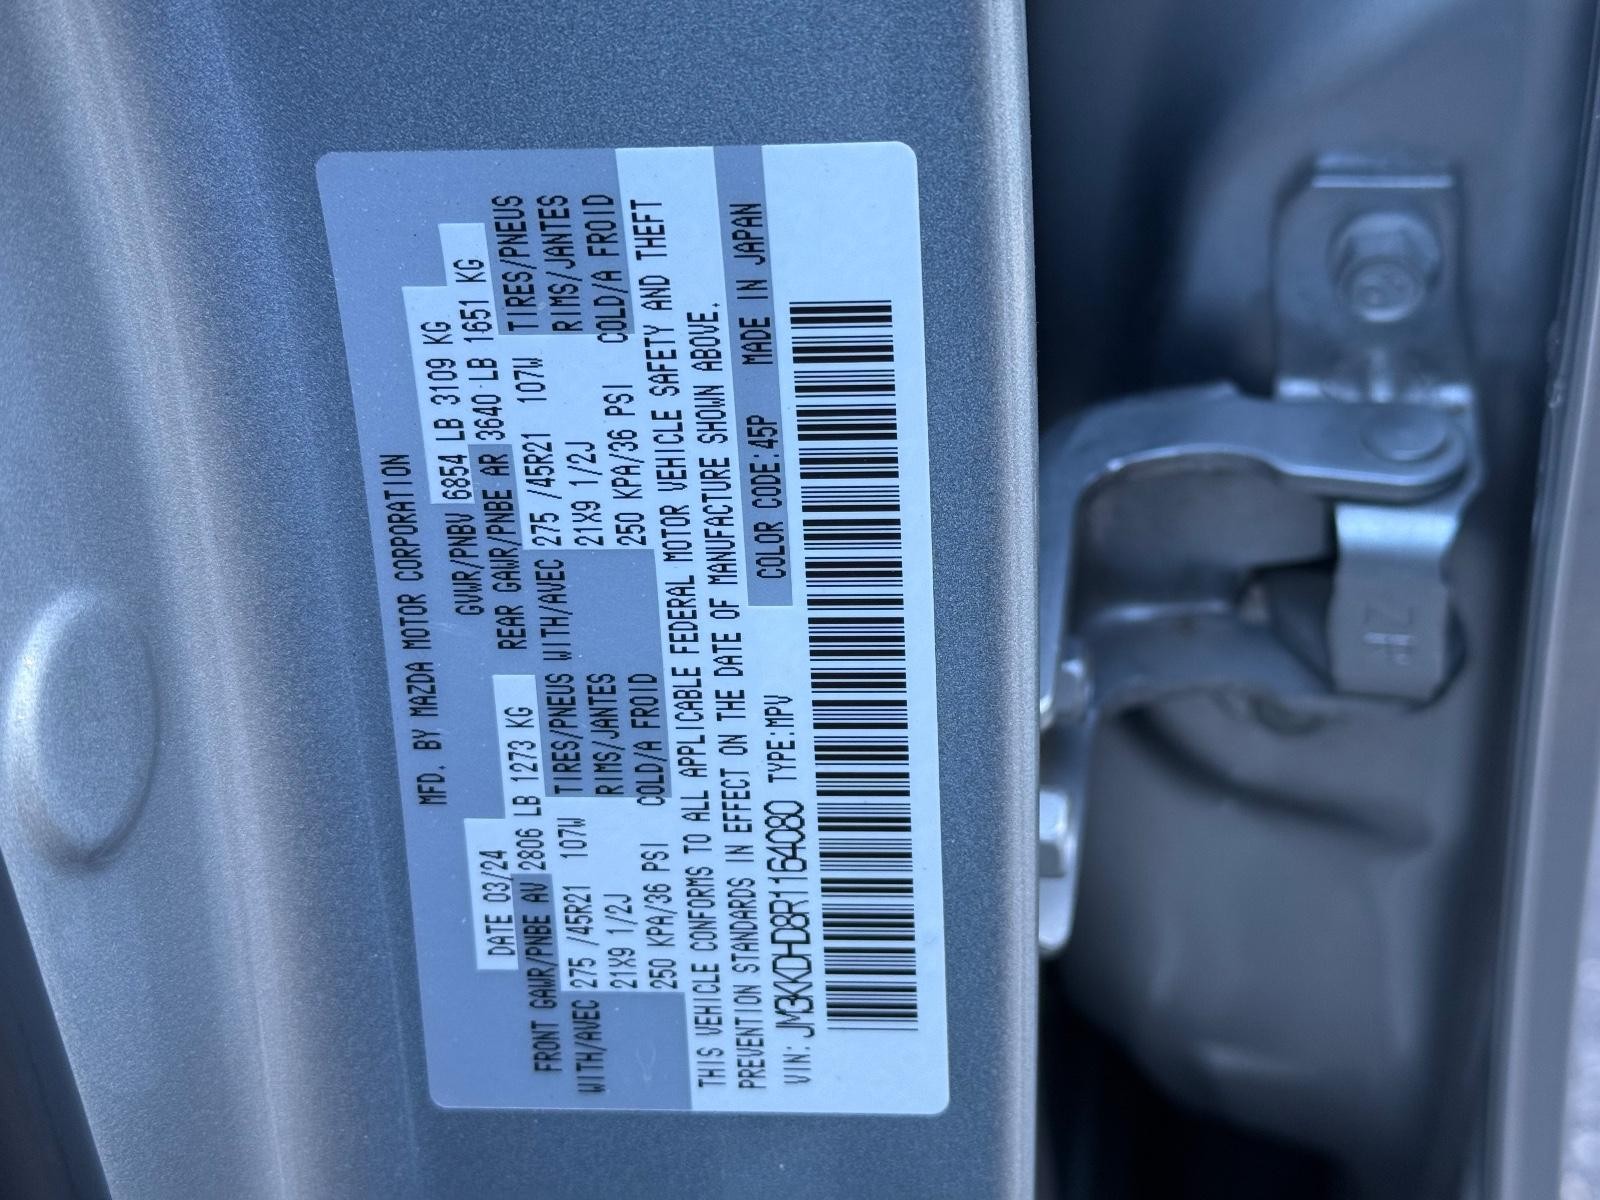 MFD. BY MAZDA MOTOR CORPORATION
DATE 03/24 GVWR/PNBV 6854 LB 3109 KG
FRONT GAWR/PNBE AV 2806 LB 1273 KG REAR GAWR/PNBE AR 3640 LB 1651 KG
WITH/AVEC 275 /45R21 107W TIRES/PNEUS WITH/AVEC 275 /45R21 107W TIRES/PNEUS
21X9 1/2J RIMS/JANTES 21X9 1/2J RIMS/JANTES
250 KPA/36 PSI COLD/A FROID 250 KPA/36 PSI COLD/A FROID
THIS VEHICLE CONFORMS TO ALL APPLICABLE FEDERAL MOTOR VEHICLE SAFETY AND THEFT
PREVENTION STANDARDS IN EFFECT ON THE DATE OF MANUFACTURE SHOWN ABOVE.
VIN: JM3KKDHD8R1164080 TYPE:MPV COLOR CODE:45P MADE IN JAPAN